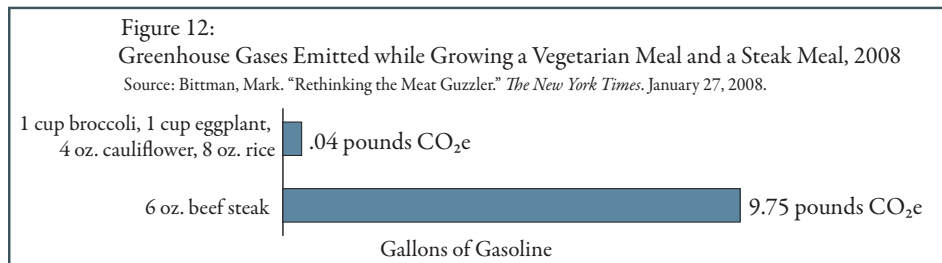 Figure 12:
Greenhouse Gases Emitted while Growing a Vegetarian Meal and a Steak Meal, 2008
Source: Bittman, Mark. “Rethinking the Meat Guzzler.” The New York Times. January 27, 2008.
1 cup broccoli, 1 cup eggplant,
4 oz. cauliflower, 8 oz. rice
.04 pounds CO₂e
6 oz. beef steak
9.75 pounds CO₂e
Gallons of Gasoline